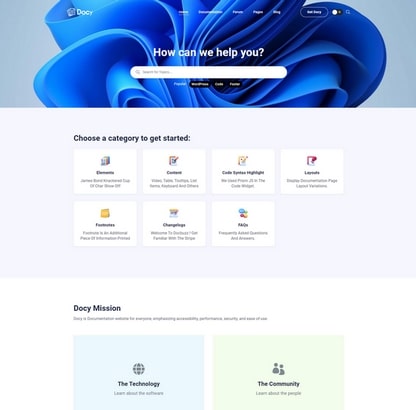 Docy
Home Documentation Forum Pages Blog
Get Docy
How can we help you?
Search for Topics...
Popular: WordPress Code Footer
Choose a category to get started:
Elements
James Bond Knackered Cup
Of Char Show Off
Content
Video, Table, Tooltips, List
Items, Keyboard And Others
Code Syntax Highlight
We Used Prism JS In The
Code Widget.
Layouts
Display Documentation Page
Layout Variations.
Footnotes
Footnote Is An Additional
Piece Of Information Printed
Changelogs
Welcome To Docbuzz ! Get
Familiar With The Stripe
FAQs
Frequently Asked Questions
And Answers
Docy Mission
Docy is Documentation website for everyone, emphasizing accessibility, performance, security, and ease of use.
The Technology
Learn about the software
The Community
Learn about the people